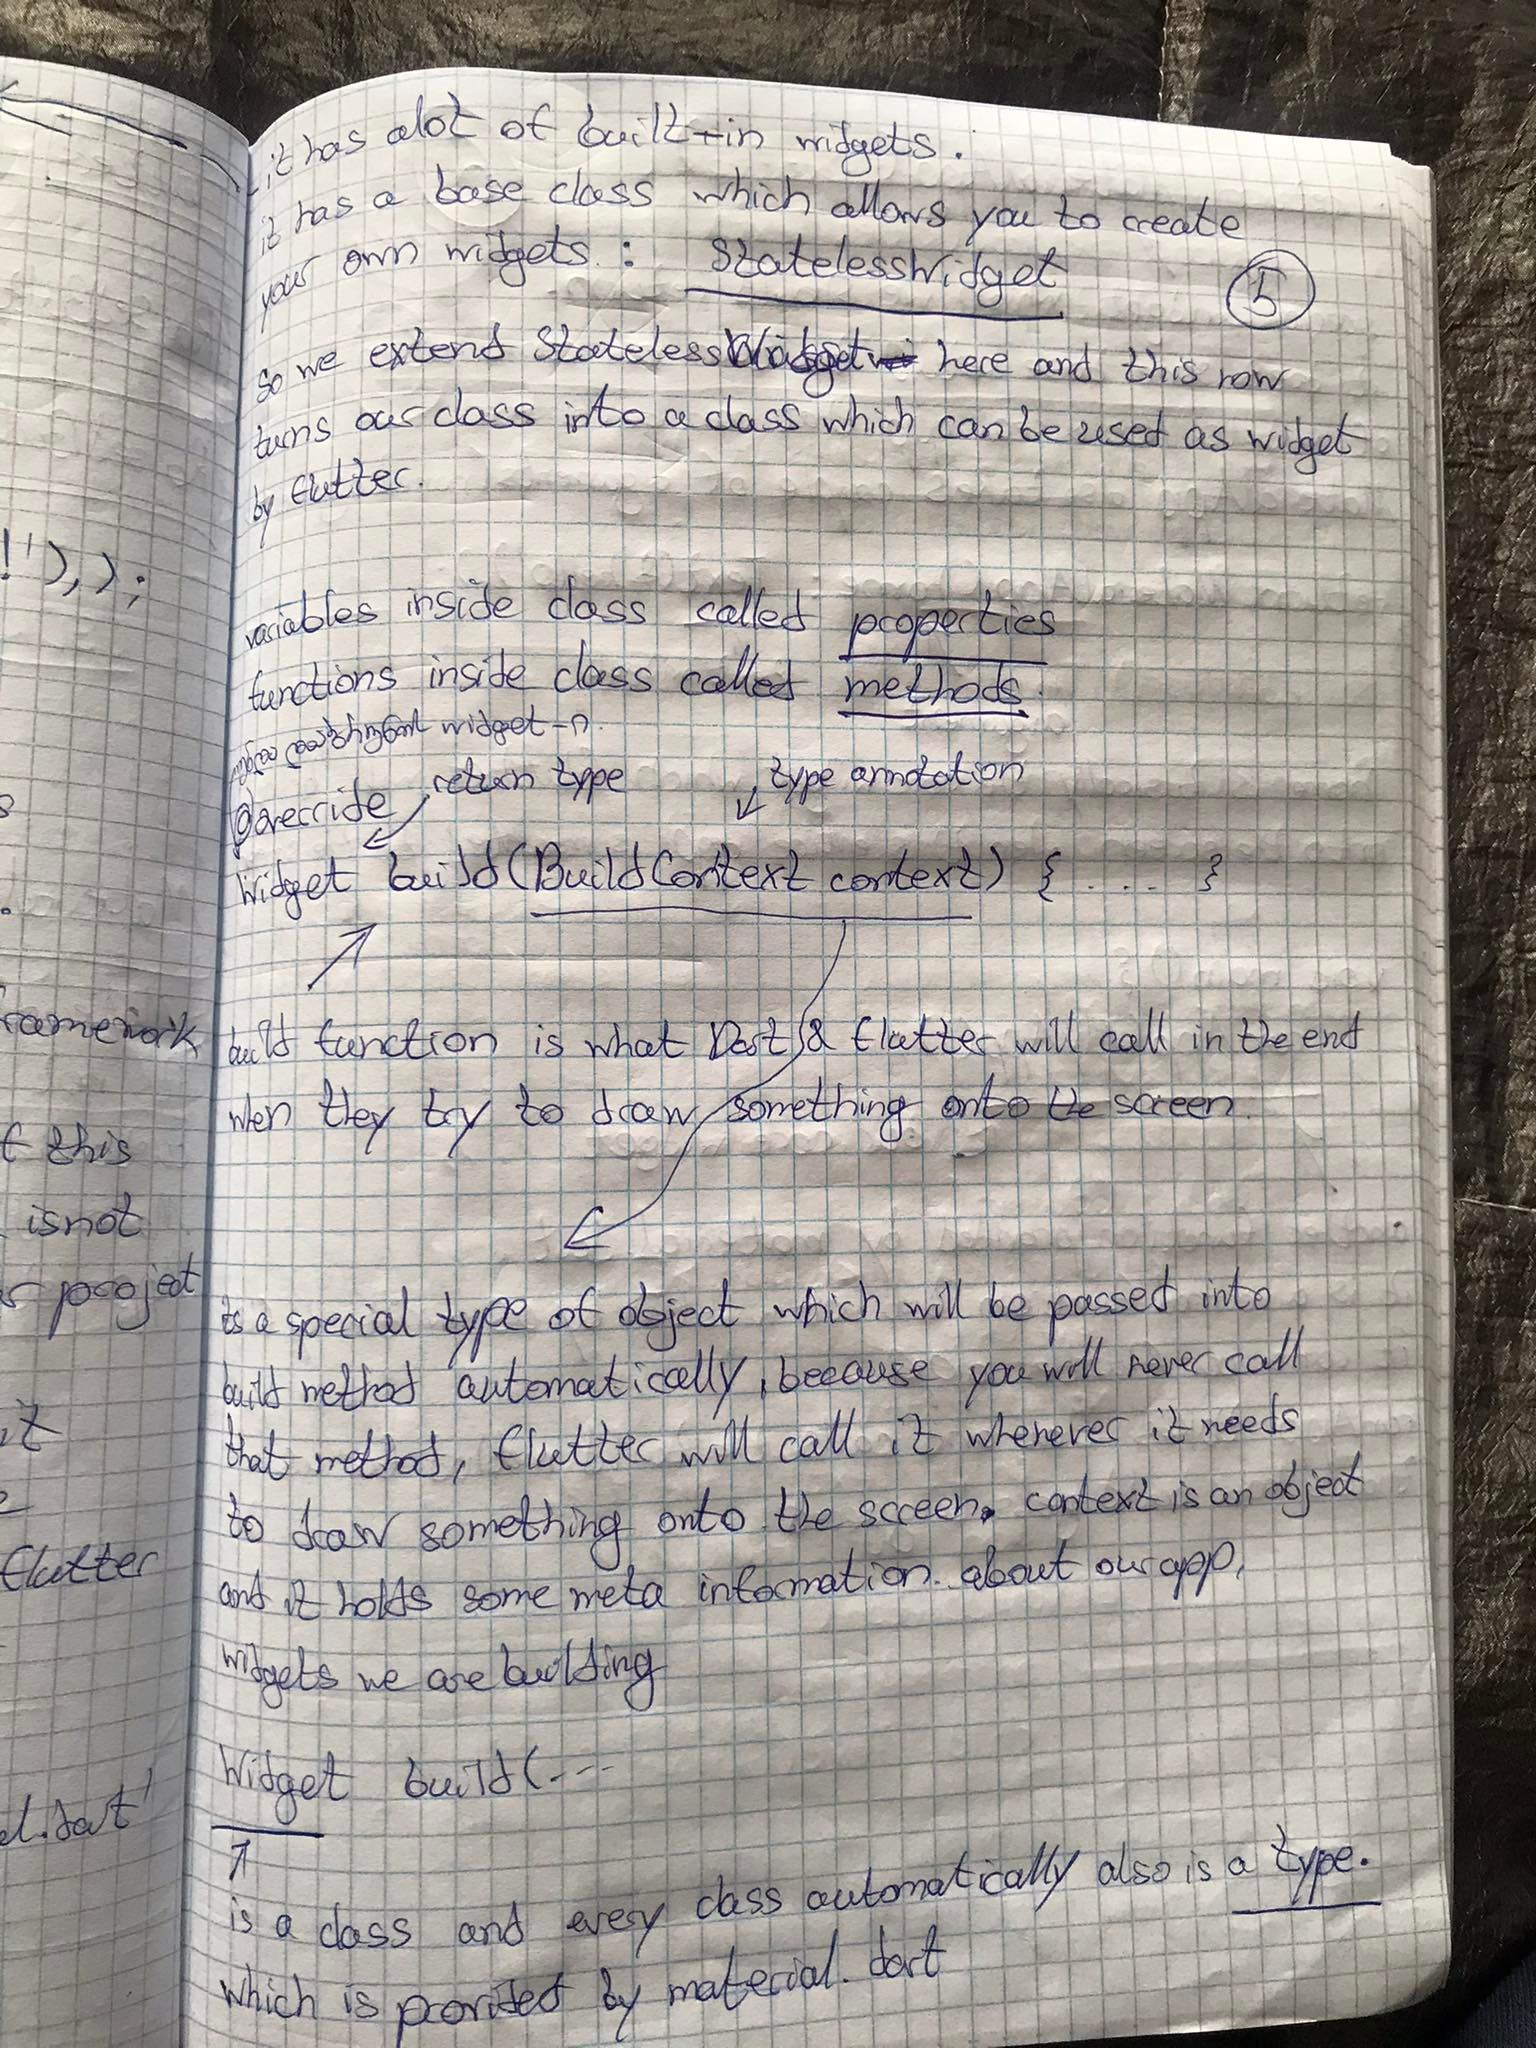 !'),);
s
.
framework
f this
is not
r project
it
flutter
l.dart'
it has alot of built-in widgets.
it has a base class which allows you to create
your own widgets : StatelessWidget
5
So we extend StatelessWidget here and this now
turns our class into a class which can be used as widget
by flutter.
variables inside class called properties
functions inside class called methods.
widget-ი
return type
type annotation
@override
Widget build(BuildContext context) { .... }
build function is what Dart & flutter will call in the end
when they try to draw something onto the screen
its a special type of object which will be passed into
build method automatically, because you will never call
that method, flutter will call it whenever it needs
to draw something onto the screen. context is an object
and it holds some meta information about our app,
widgets we are building
Widget build(---
is a class and every class automatically also is a type.
which is provided by material.dart